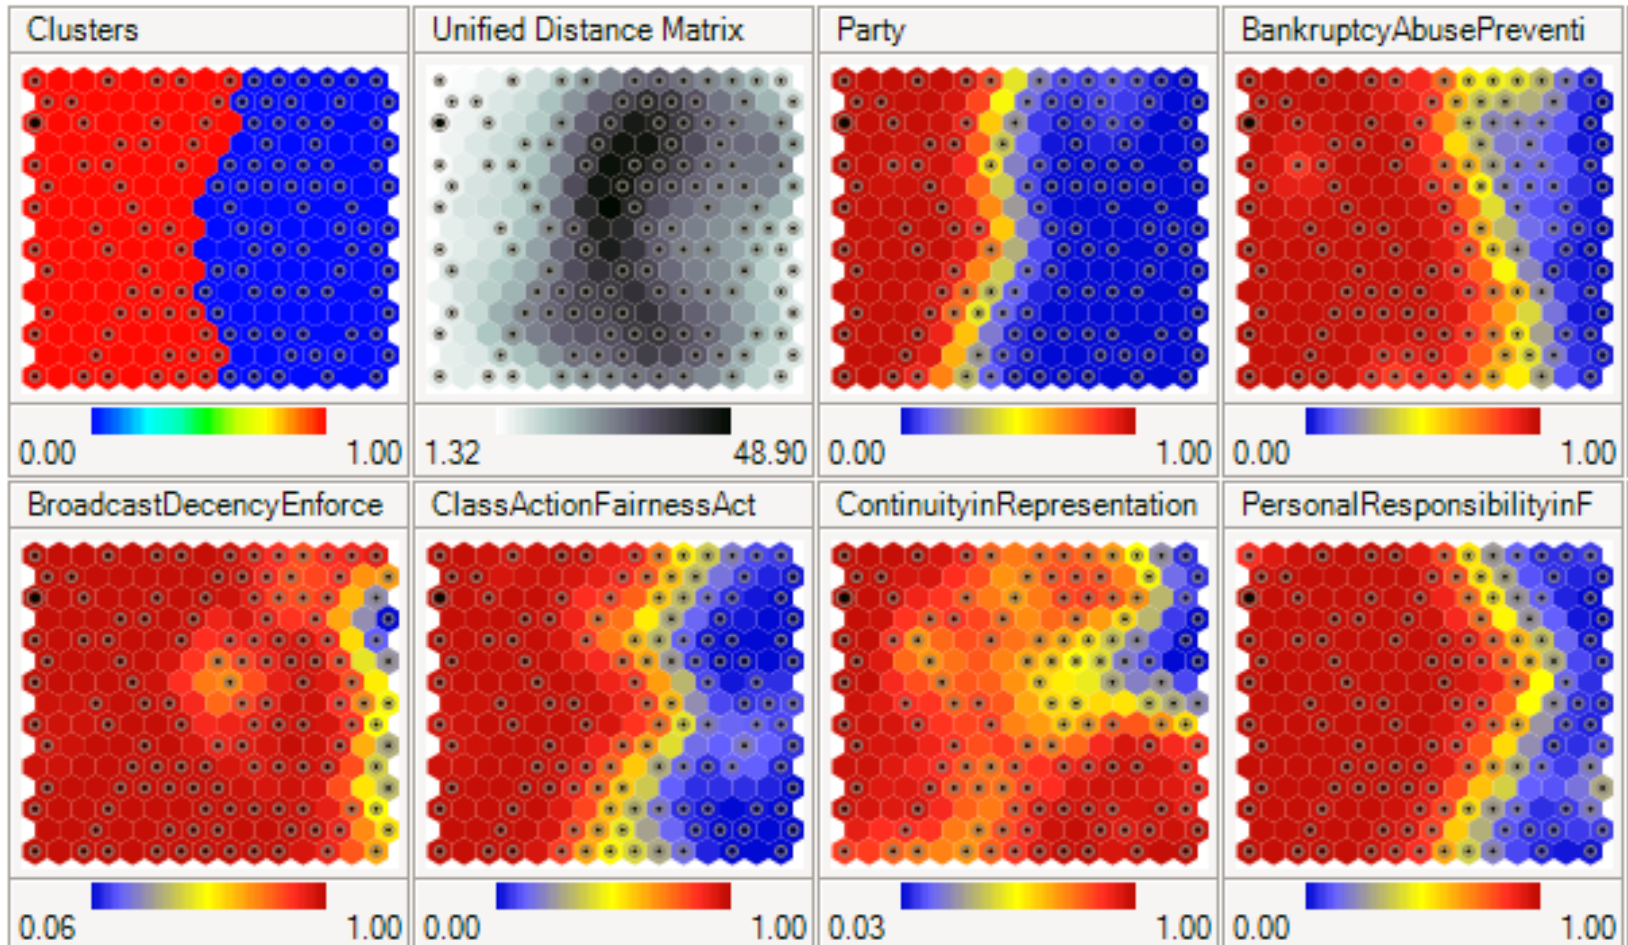 Clusters
Unified Distance Matrix
Party
BankruptcyAbusePreventi
0.00 1.00
1.32 48.90
0.00 1.00
0.00 1.00
BroadcastDecencyEnforce
ClassActionFairnessAct
ContinuityinRepresentation
PersonalResponsibilityinF
0.06 1.00
0.00 1.00
0.03 1.00
0.00 1.00